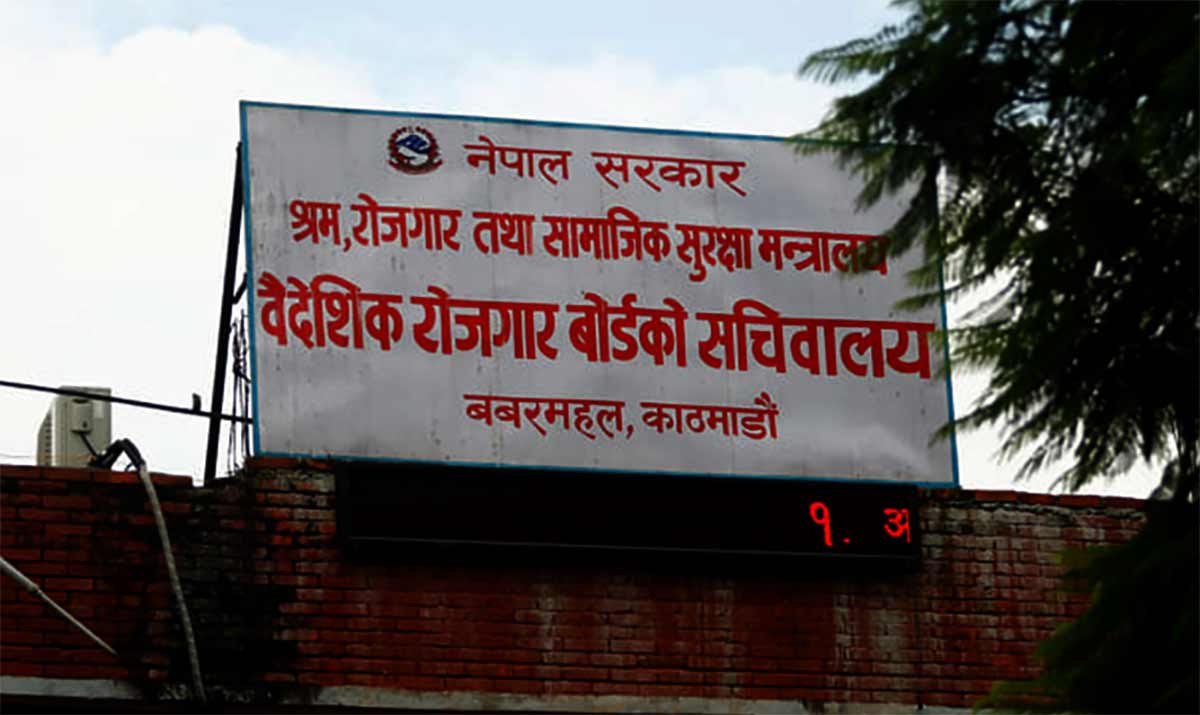 नेपाल सरकार
श्रम, रोजगार तथा सामाजिक सुरक्षा मन्त्रालय
वैदेशिक रोजगार बोर्डको सचिवालय
बबरमहल, काठमाडौं
१. अ